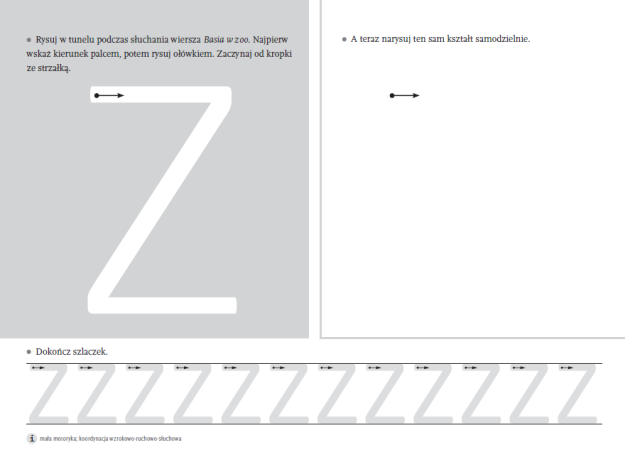 Rysuj w tunelu podczas słuchania wiersza Basia w zoo. Najpierw
wskaż kierunek palcem, potem rysuj ołówkiem. Zaczynaj od kropki
ze strzałką.
A teraz narysuj ten sam kształt samodzielnie.
Z
Dokończ szlaczek.
Z Z Z Z Z Z Z Z Z Z Z Z
i mała motoryka; koordynacja wzrokowo-ruchowo-słuchowa